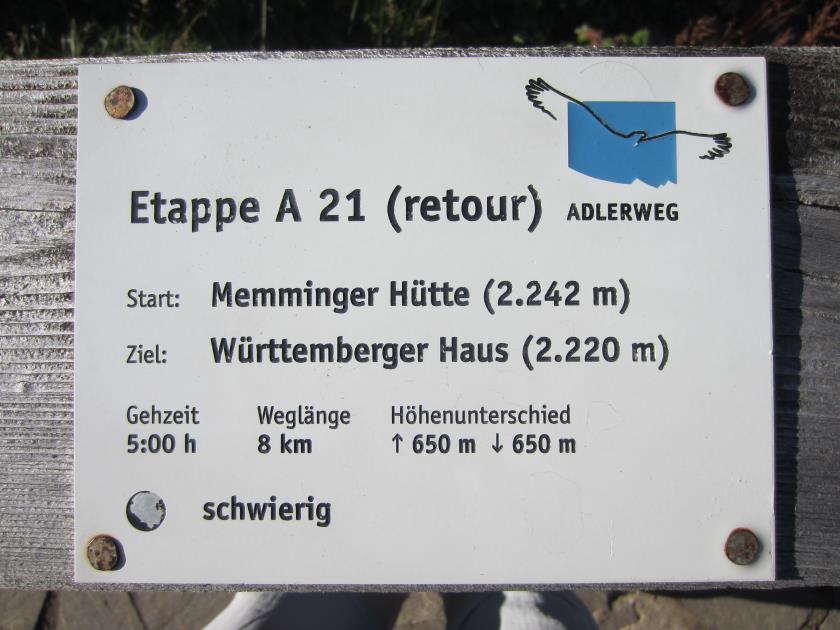 Etappe A 21 (retour)
ADLERWEG
Start: Memminger Hütte (2.242 m)
Ziel: Württemberger Haus (2.220 m)
Gehzeit Weglänge Höhenunterschied
5:00 h 8 km ↑ 650 m ↓ 650 m
schwierig